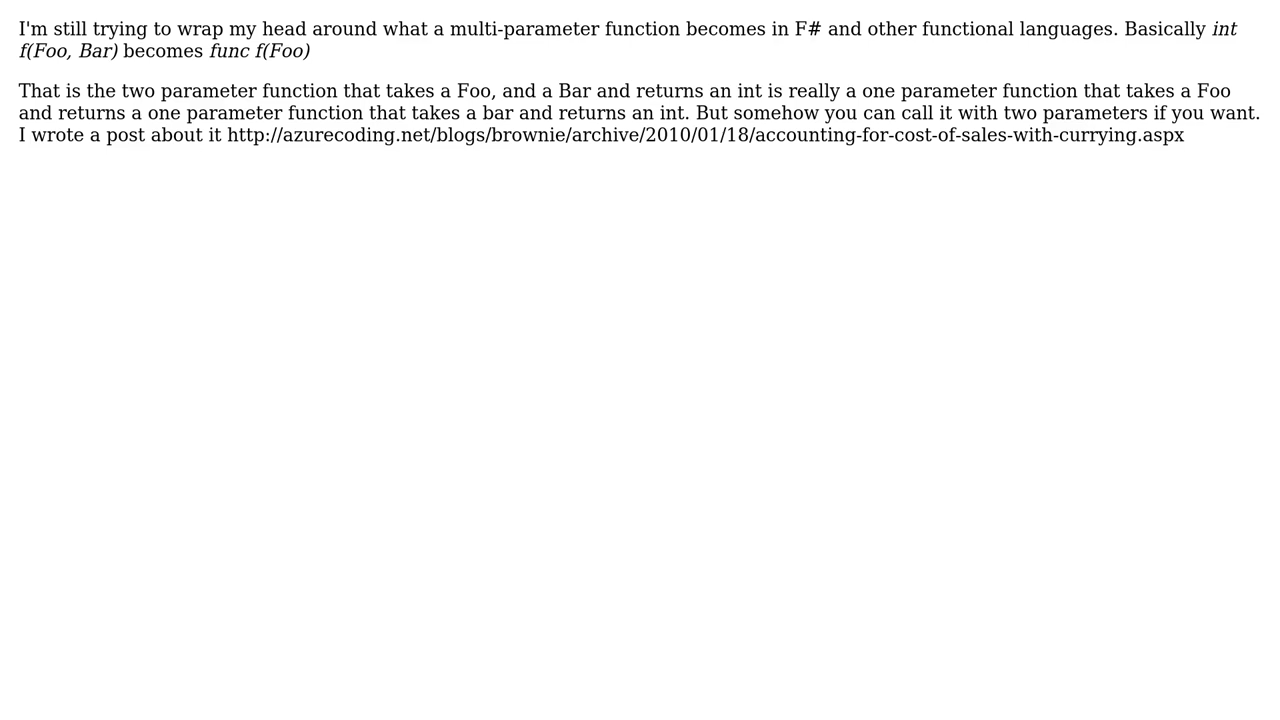 I'm still trying to wrap my head around what a multi-parameter function becomes in F# and other functional languages. Basically int
f(Foo, Bar) becomes func f(Foo)
That is the two parameter function that takes a Foo, and a Bar and returns an int is really a one parameter function that takes a Foo
and returns a one parameter function that takes a bar and returns an int. But somehow you can call it with two parameters if you want.
I wrote a post about it http://azurecoding.net/blogs/brownie/archive/2010/01/18/accounting-for-cost-of-sales-with-currying.aspx